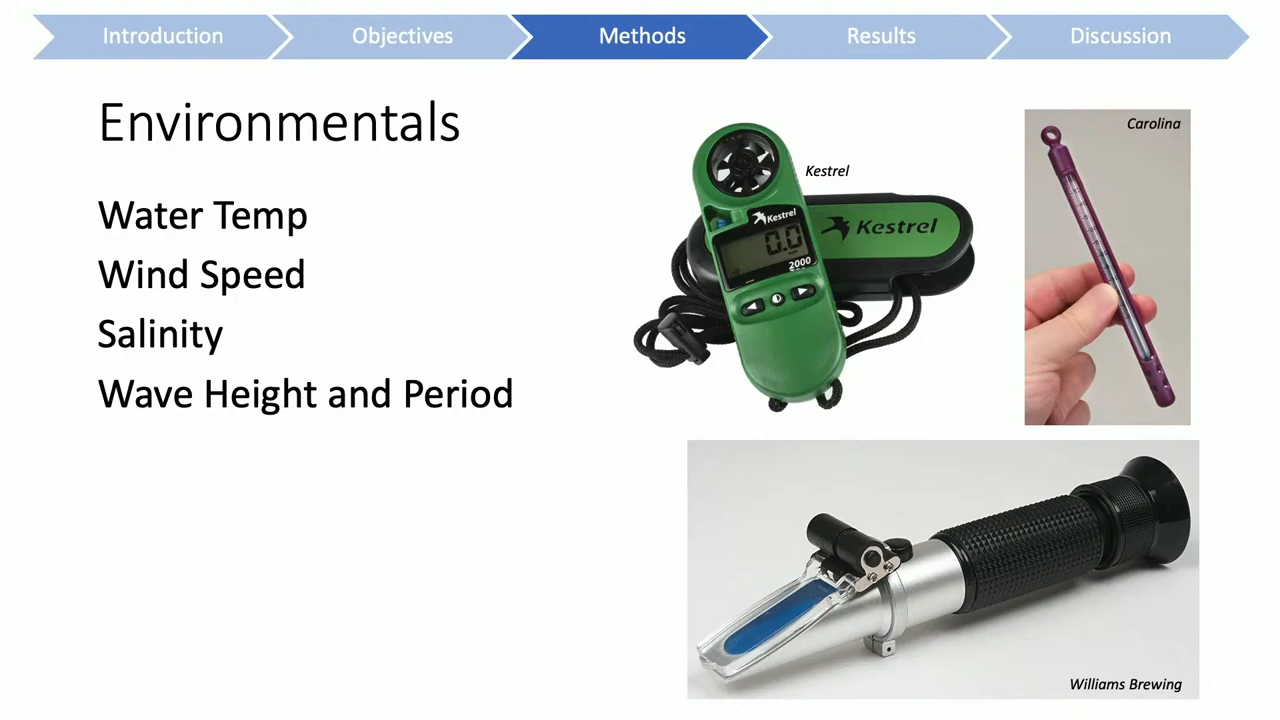 Introduction
Objectives
Methods
Results
Discussion
Environmentals
Water Temp
Wind Speed
Salinity
Wave Height and Period
Kestrel
Carolina
Kestrel
Kestrel
0.0
2000
Williams Brewing